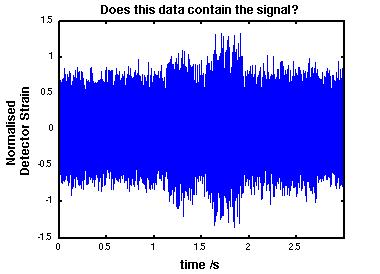 Does this data contain the signal?
1.5
1
0.5
0
-0.5
-1
-1.5
Normalised
Detector Strain
0 0.5 1 1.5 2 2.5
time /s